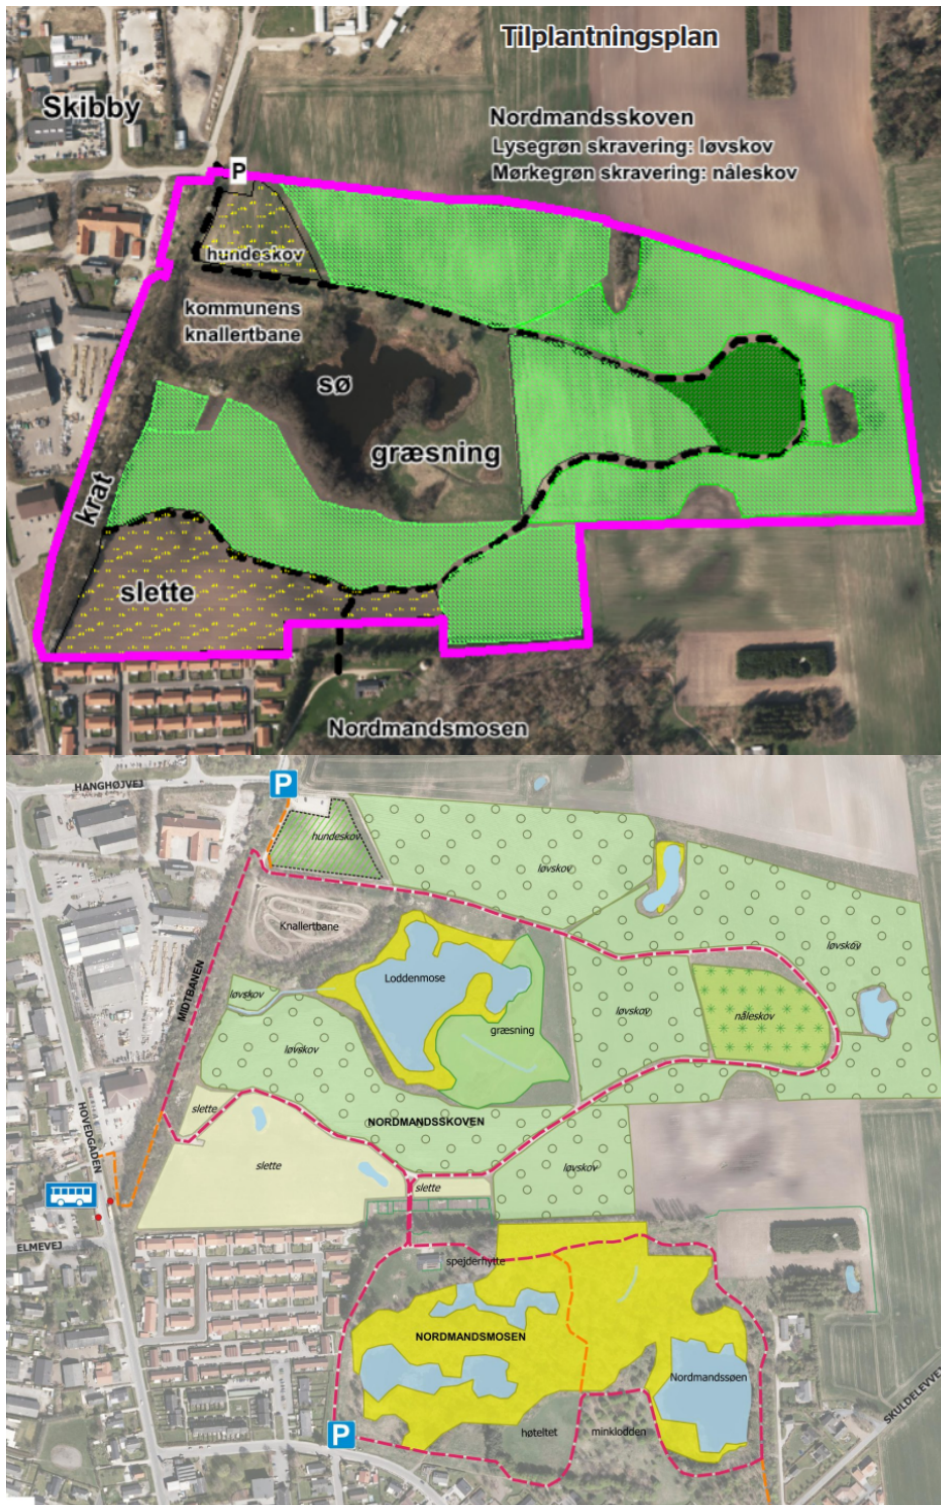 Tilplantningsplan
Skibby
Nordmandsskoven
Lysegrøn skravering: løvskov
Mørkegrøn skravering: nåleskov
P
hundeskov
kommunens
knallertbane
sø
græsning
krat
slette
Nordmandsmosen
HANGHØJVEJ
P
hundeskov
løvskov
Knallertbane
løvskov
Loddenmose
MIDTBANEN
løvskov
græsning
løvskov
nåleskov
løvskov
slette
NORDMANDSSKOVEN
HOVEDGADEN
slette
løvskov
slette
ELMEVEJ
spejderhytte
NORDMANDSMOSEN
Nordmandssøen
SKULDELEVVEJ
høteltet
minklodden
P